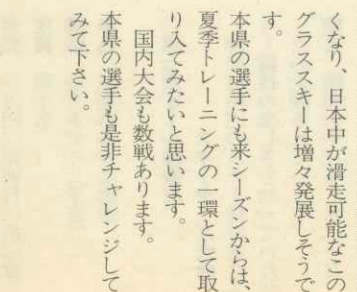 くなり、日本中が滑走可能なこの
グラススキーは増々発展しそうで
す。
本県の選手にも来シーズンからは、
夏季トレーニングの一環として取
り入てみたいと思います。
　国内大会も数戦あります。
本県の選手も是非チャレンジして
みて下さい。